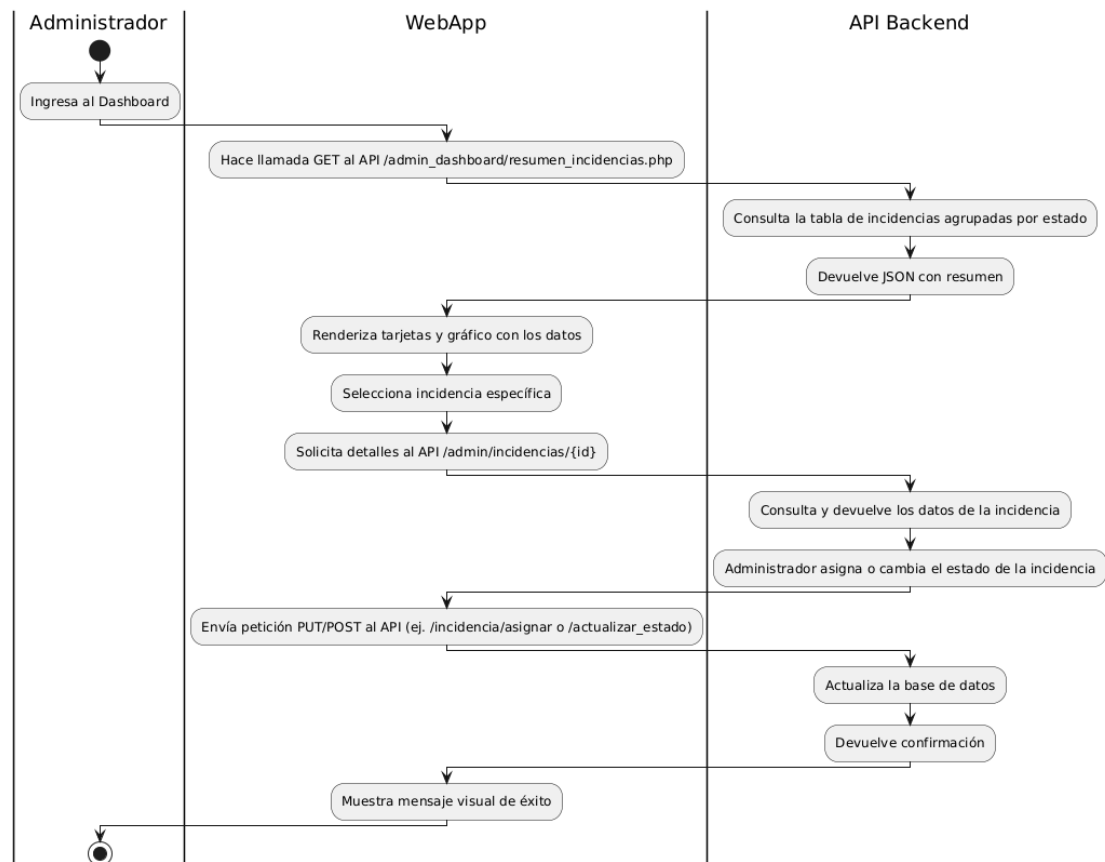 Administrador
WebApp
API Backend
Ingresa al Dashboard
Hace llamada GET al API /admin_dashboard/resumen_incidencias.php
Consulta la tabla de incidencias agrupadas por estado
Devuelve JSON con resumen
Renderiza tarjetas y gráfico con los datos
Selecciona incidencia específica
Solicita detalles al API /admin/incidencias/{id}
Consulta y devuelve los datos de la incidencia
Administrador asigna o cambia el estado de la incidencia
Envía petición PUT/POST al API (ej. /incidencia/asignar o /actualizar_estado)
Actualiza la base de datos
Devuelve confirmación
Muestra mensaje visual de éxito